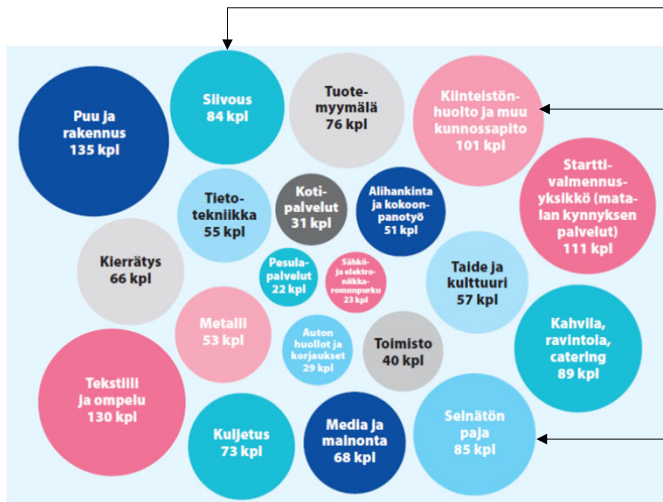 Puu ja
rakennus
135 kpl
Siivous
84 kpl
Tuote-
myymälä
76 kpl
Kiinteistön-
huolto ja muu
kunnossapito
101 kpl
Startti-
valmennus-
yksikkö (mata-
lan kynnyksen
palvelut)
111 kpl
Tieto-
tekniikka
55 kpl
Koti-
palvelut
31 kpl
Alihankinta
ja kokoon-
panotyö
51 kpl
Kierrätys
66 kpl
Pesula-
palvelut
22 kpl
Sähkö-
ja elektro-
niikka-
romunpurku
23 kpl
Taide ja
kulttuuri
57 kpl
Metalli
53 kpl
Auton
huollot ja
korjaukset
29 kpl
Toimisto
40 kpl
Kahvila,
ravintola,
catering
89 kpl
Tekstiili
ja ompelu
130 kpl
Kuljetus
73 kpl
Media ja
mainonta
68 kpl
Seinätön
paja
85 kpl